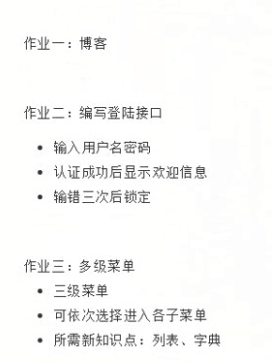 作业一：博客
作业二：编写登陆接口
• 输入用户名密码
• 认证成功后显示欢迎信息
• 输错三次后锁定
作业三：多级菜单
• 三级菜单
• 可依次选择进入各子菜单
• 所需新知识点：列表、字典